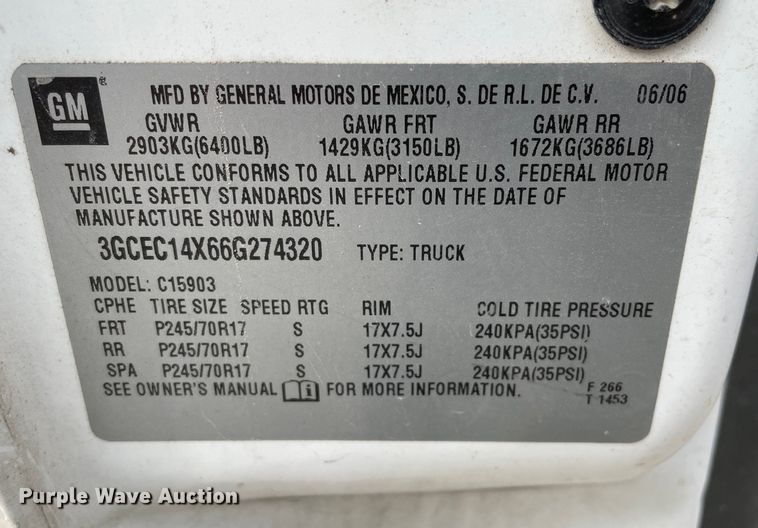 GM ®
MFD BY GENERAL MOTORS DE MEXICO, S. DE R.L. DE C.V. 06/06
GVWR GAWR FRT GAWR RR
2903KG(6400LB) 1429KG(3150LB) 1672KG(3686LB)
THIS VEHICLE CONFORMS TO ALL APPLICABLE U.S. FEDERAL MOTOR
VEHICLE SAFETY STANDARDS IN EFFECT ON THE DATE OF
MANUFACTURE SHOWN ABOVE.
3GCEC14X66G274320 TYPE: TRUCK
MODEL: C15903
CPHE TIRE SIZE SPEED RTG RIM COLD TIRE PRESSURE
FRT P245/70R17 S 17X7.5J 240KPA(35PSI)
RR P245/70R17 S 17X7.5J 240KPA(35PSI)
SPA P245/70R17 S 17X7.5J 240KPA(35PSI)
SEE OWNER'S MANUAL i FOR MORE INFORMATION.
F 266
T 1453
Purple Wave Auction